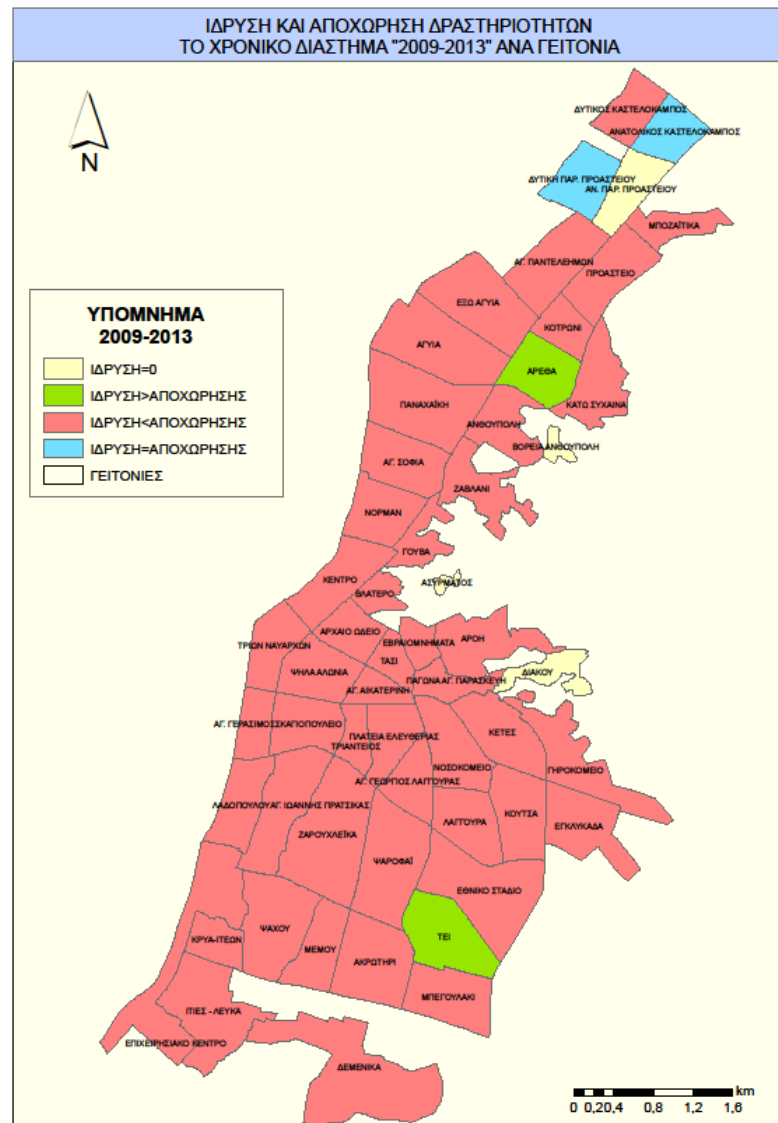 ΙΔΡΥΣΗ ΚΑΙ ΑΠΟΧΩΡΗΣΗ ΔΡΑΣΤΗΡΙΟΤΗΤΩΝ
ΤΟ ΧΡΟΝΙΚΟ ΔΙΑΣΤΗΜΑ "2009-2013" ΑΝΑ ΓΕΙΤΟΝΙΑ
N
ΔΥΤΙΚΟΣ ΚΑΣΤΕΛΟΚΑΜΠΟΣ
ΑΝΑΤΟΛΙΚΟΣ ΚΑΣΤΕΛΟΚΑΜΠΟΣ
ΔΥΤΙΚΗ ΠΑΡ. ΠΡΟΑΣΤΕΙΟΥ
ΑΝ. ΠΑΡ. ΠΡΟΑΣΤΕΙΟΥ
ΜΠΟΖΑΪΤΙΚΑ
ΑΓ. ΠΑΝΤΕΛΕΗΜΩΝ
ΠΡΟΑΣΤΕΙΟ
ΕΞΩ ΑΓΥΙΑ
ΚΟΤΡΩΝΙ
ΑΓΥΙΑ
ΑΡΕΘΑ
ΠΑΝΑΧΑΪΚΗ
ΚΑΤΩ ΣΥΧΑΙΝΑ
ΑΝΘΟΥΠΟΛΗ
ΒΟΡΕΙΑ ΑΝΘΟΥΠΟΛΗ
ΑΓ. ΣΟΦΙΑ
ΖΑΒΛΑΝΙ
ΝΟΡΜΑΝ
ΓΟΥΒΑ
ΚΕΝΤΡΟ
ΑΣΥΡΜΑΤΟΣ
ΒΛΑΤΕΡΟ
ΥΠΟΜΝΗΜΑ
2009-2013
ΙΔΡΥΣΗ=0
ΙΔΡΥΣΗ>ΑΠΟΧΩΡΗΣΗΣ
ΙΔΡΥΣΗ<ΑΠΟΧΩΡΗΣΗΣ
ΙΔΡΥΣΗ=ΑΠΟΧΩΡΗΣΗΣ
ΓΕΙΤΟΝΙΕΣ
ΑΡΧΑΙΟ ΩΔΕΙΟ
ΕΒΡΑΙΟΜΝΗΜΑΤΑ
ΑΡΟΗ
ΤΡΙΩΝ ΝΑΥΑΡΧΩΝ
ΤΑΣΙ
ΨΗΛΑ ΑΛΩΝΙΑ
ΠΑΓΩΝΑ
ΑΓ. ΠΑΡΑΣΚΕΥΗ
ΔΙΑΚΟΥ
ΑΓ. ΑΙΚΑΤΕΡΙΝΗ
ΑΓ. ΓΕΡΑΣΙΜΟΣ
ΣΚΑΓΙΟΠΟΥΛΕΙΟ
ΠΛΑΤΕΙΑ ΕΛΕΥΘΕΡΙΑΣ
ΤΡΙΑΝΤΕΙΟΣ
ΚΕΤΕΣ
ΝΟΣΟΚΟΜΕΙΟ
ΓΗΡΟΚΟΜΕΙΟ
ΑΓ. ΓΕΩΡΓΙΟΣ ΛΑΓΓΟΥΡΑΣ
ΛΑΔΟΠΟΥΛΟΥ
ΑΓ. ΙΩΑΝΝΗΣ ΠΡΑΤΣΙΚΑΣ
ΚΟΥΤΣΑ
ΛΑΓΓΟΥΡΑ
ΕΓΛΥΚΑΔΑ
ΖΑΡΟΥΧΛΕΪΚΑ
ΨΑΡΟΦΑΪ
ΕΘΝΙΚΟ ΣΤΑΔΙΟ
ΨΑΧΟΥ
ΤΕΙ
ΚΡΥΑ-ΙΤΕΩΝ
ΜΕΜΟΥ
ΑΚΡΩΤΗΡΙ
ΜΠΕΓΟΥΛΑΚΙ
ΙΤΙΕΣ - ΛΕΥΚΑ
ΕΠΙΧΕΙΡΗΣΙΑΚΟ ΚΕΝΤΡΟ
ΔΕΜΕΝΙΚΑ
km
0 0,20,4 0,8 1,2 1,6